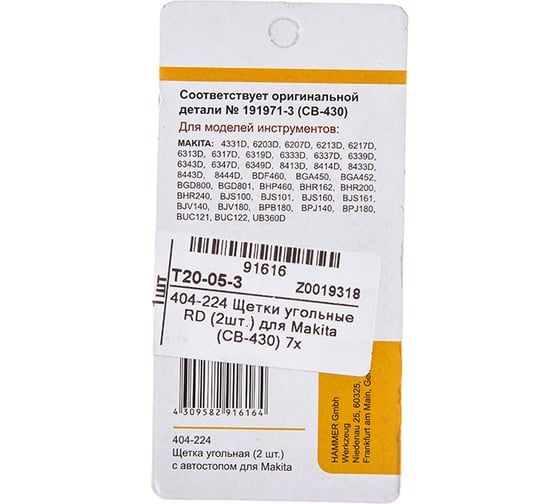 Соответствует оригинальной
детали № 191971-3 (CB-430)
Для моделей инструментов:
MAKITA: 4331D, 6203D, 6207D, 6213D, 6217D,
6313D, 6317D, 6319D, 6333D, 6337D, 6339D,
6343D, 6347D, 6349D, 8413D, 8414D, 8433D,
8443D, 8444D, BDF460, BGA450, BGA452,
BGD800, BGD801, BHP460, BHR162, BHR200,
BHR240, BJS100, BJS101, BJS160, BJS161,
BJV140, BJV180, BPB180, BPJ140, BPJ180,
BUC121, BUC122, UB360D
91616
T20-05-3 Z0019318
1шт
404-224 Щетки угольные
RD (2шт.) для Makita
(CB-430) 7x
4 309582 916164
404-224
Щетка угольная (2 шт.)
с автостопом для Makita
HAMMER Gmbh
Werkzeug
Niedenau 25, 60325,
Frankfurt am Main,